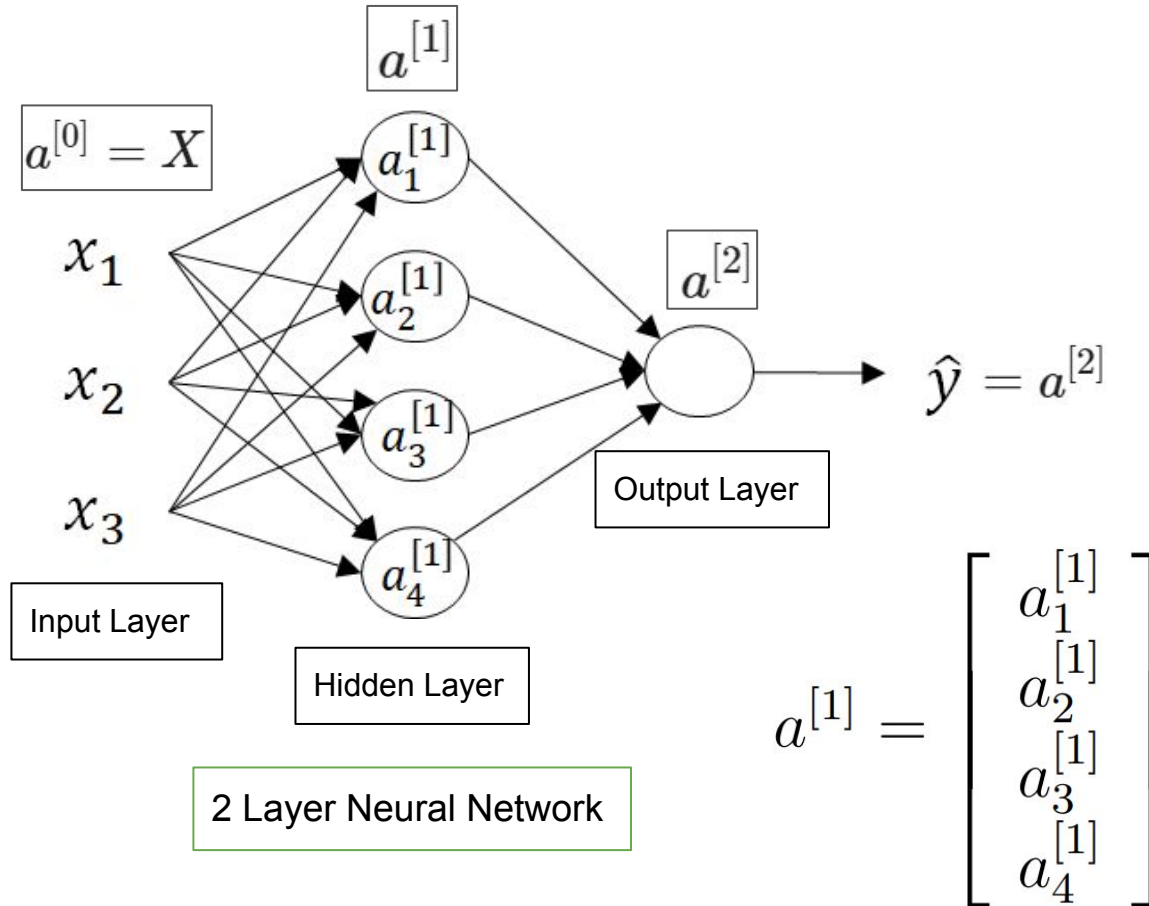 a^{[1]}
a^{[0]} = X
a_1^{[1]}
x_1
a_2^{[1]}
a^{[2]}
x_2
ŷ = a^{[2]}
a_3^{[1]}
x_3
Output Layer
a_4^{[1]}
Input Layer
Hidden Layer
a^{[1]} = [ a_1^{[1]}
a_2^{[1]}
a_3^{[1]}
a_4^{[1]} ]
2 Layer Neural Network